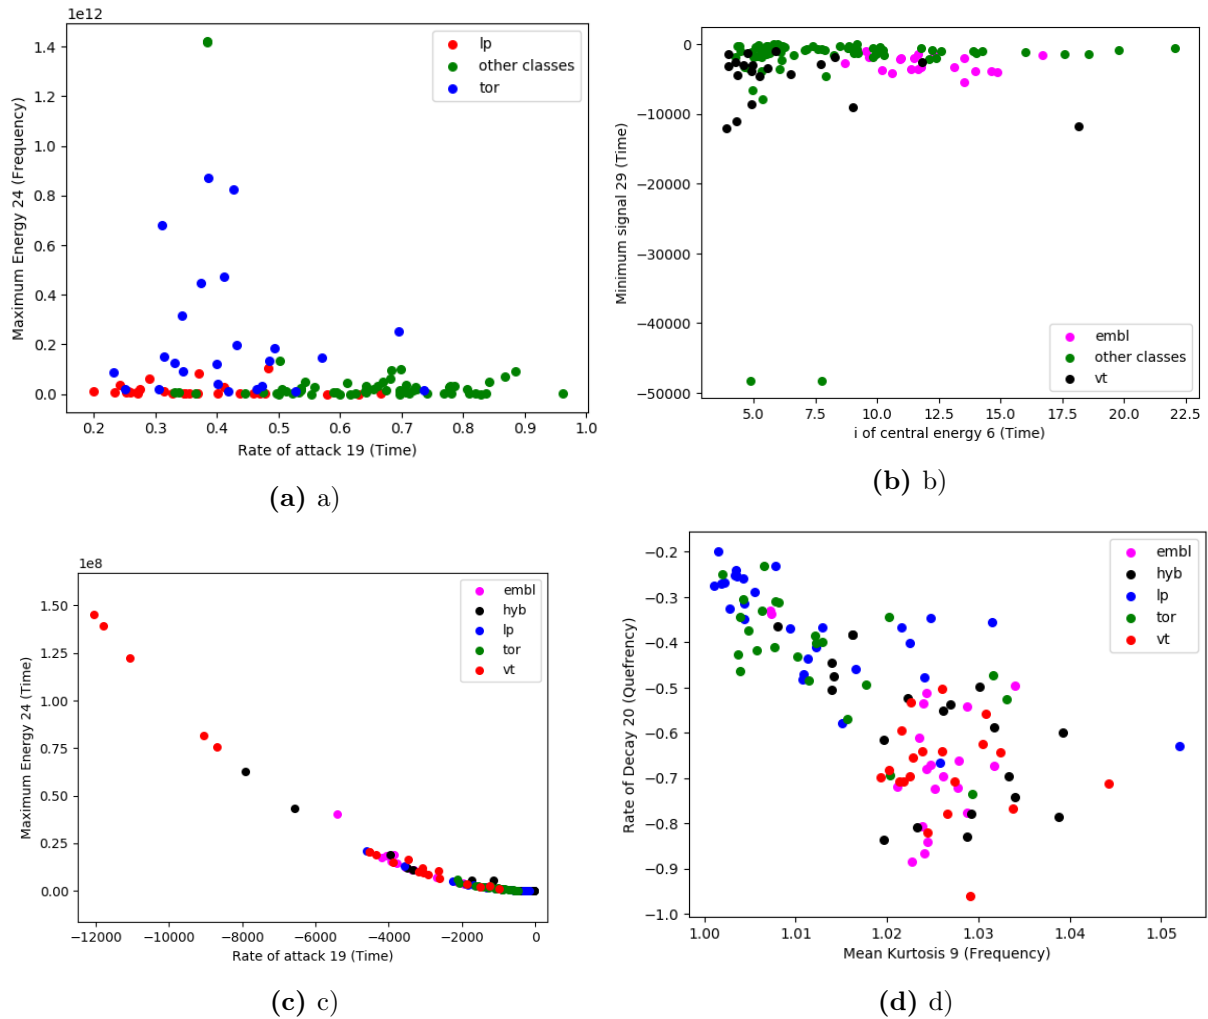 1e12
lp
other classes
tor
1.4
1.2
1.0
0.8
0.6
0.4
0.2
0.0
Maximum Energy 24 (Frequency)
0.2 0.3 0.4 0.5 0.6 0.7 0.8 0.9 1.0
Rate of attack 19 (Time)
(a) a)
0
−10000
−20000
−30000
−40000
−50000
Minimum signal 29 (Time)
embl
other classes
vt
5.0 7.5 10.0 12.5 15.0 17.5 20.0 22.5
i of central energy 6 (Time)
(b) b)
1e8
embl
hyb
lp
tor
vt
1.50
1.25
1.00
0.75
0.50
0.25
0.00
Maximum Energy 24 (Time)
−12000 −10000 −8000 −6000 −4000 −2000 0
Rate of attack 19 (Time)
(c) c)
embl
hyb
lp
tor
vt
−0.2
−0.3
−0.4
−0.5
−0.6
−0.7
−0.8
−0.9
−1.0
Rate of Decay 20 (Quefrency)
1.00 1.01 1.02 1.03 1.04 1.05
Mean Kurtosis 9 (Frequency)
(d) d)